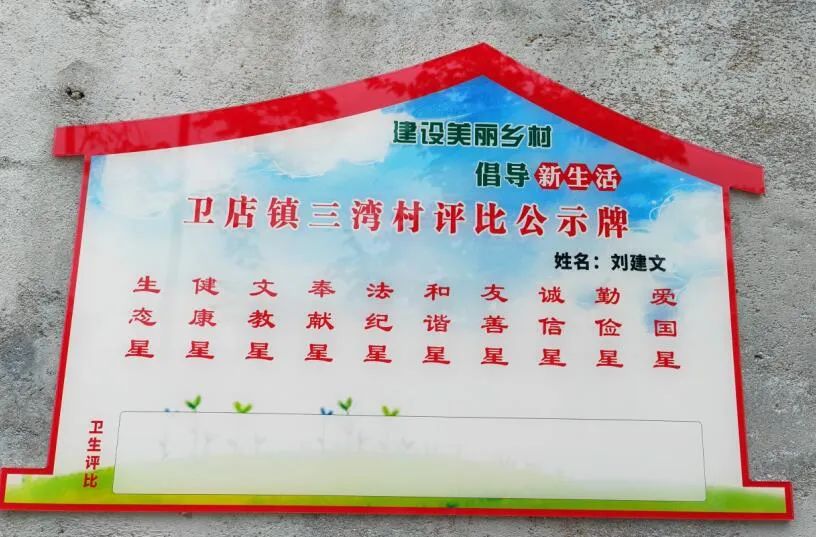 建设美丽乡村
倡导新生活
卫店镇三湾村评比公示牌
姓名：刘建文
生态星
健康星
文教星
奉献星
法纪星
和谐星
友善星
诚信星
勤俭星
爱国星
卫生评比